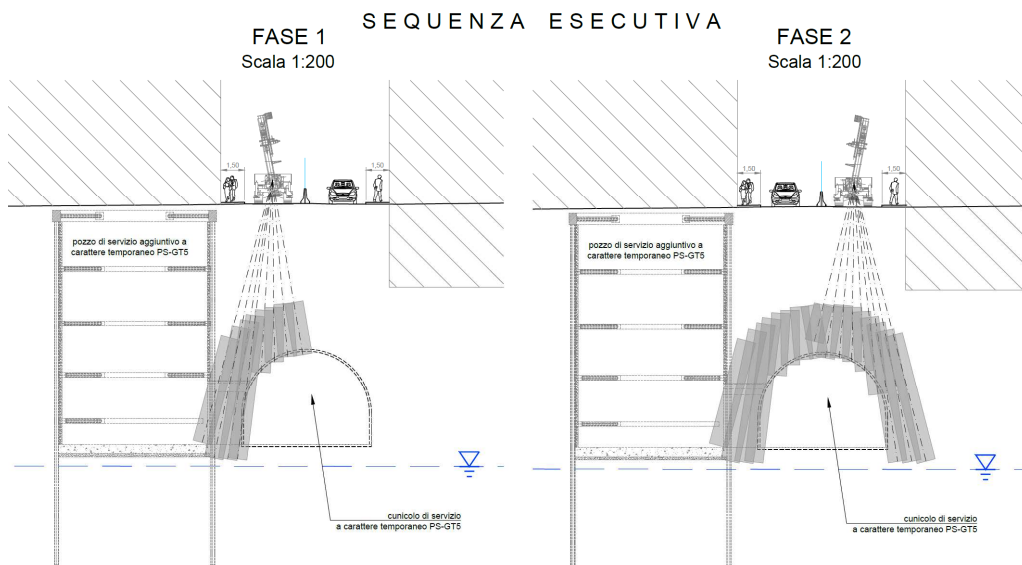 SEQUENZA ESECUTIVA
FASE 1
Scala 1:200
1,50
1,50
pozzo di servizio aggiuntivo a
carattere temporaneo PS-GT5
cunicolo di servizio
a carattere temporaneo PS-GT5
FASE 2
Scala 1:200
1,50
1,50
pozzo di servizio aggiuntivo a
carattere temporaneo PS-GT5
cunicolo di servizio
a carattere temporaneo PS-GT5